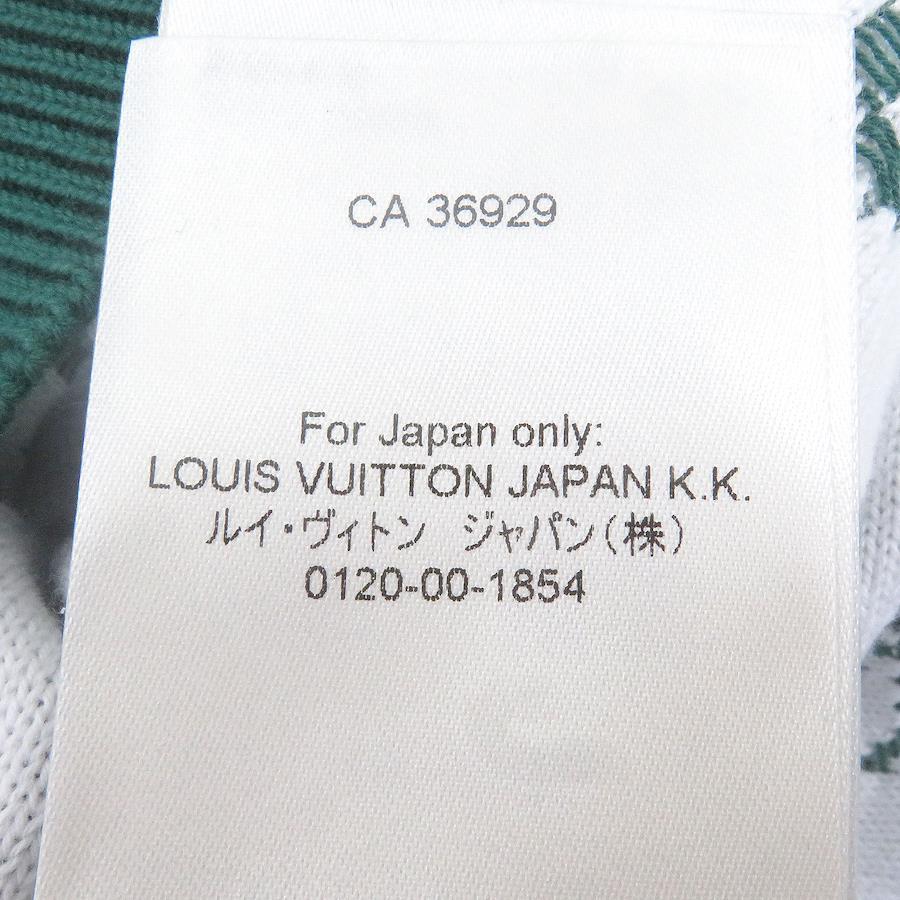 CA 36929
For Japan only:
LOUIS VUITTON JAPAN K.K.
ルイ・ヴィトン　ジャパン(株)
0120-00-1854